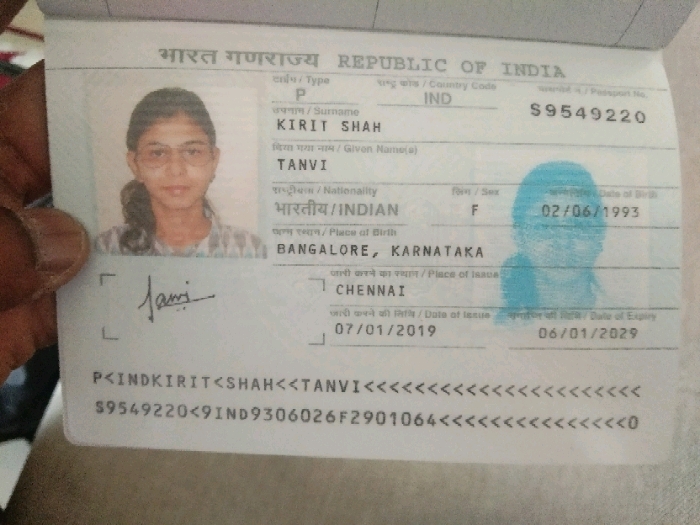 भारत गणराज्य REPUBLIC OF INDIA
टाईप / Type
राष्ट्र कोड / Country Code
पासपोर्ट न. / Passport No.
P
IND
S9549220
उपनाम / Surname
KIRIT SHAH
दिया गया नाम / Given Name(s)
TANVI
राष्ट्रीयता / Nationality
लिंग / Sex
जन्मतिथि / Date of Birth
भारतीय/INDIAN
F
02/06/1993
जन्म स्थान / Place of Birth
BANGALORE, KARNATAKA
जारी करने का स्थान / Place of Issue
CHENNAI
जारी करने की तिथि / Date of Issue
समाप्ति की तिथि / Date of Expiry
07/01/2019
06/01/2029
P<INDKIRIT<SHAH<<TANVI<<<<<<<<<<<<<<<<<<<<<<
S9549220<9IND9306026F2901064<<<<<<<<<<<<<<<0